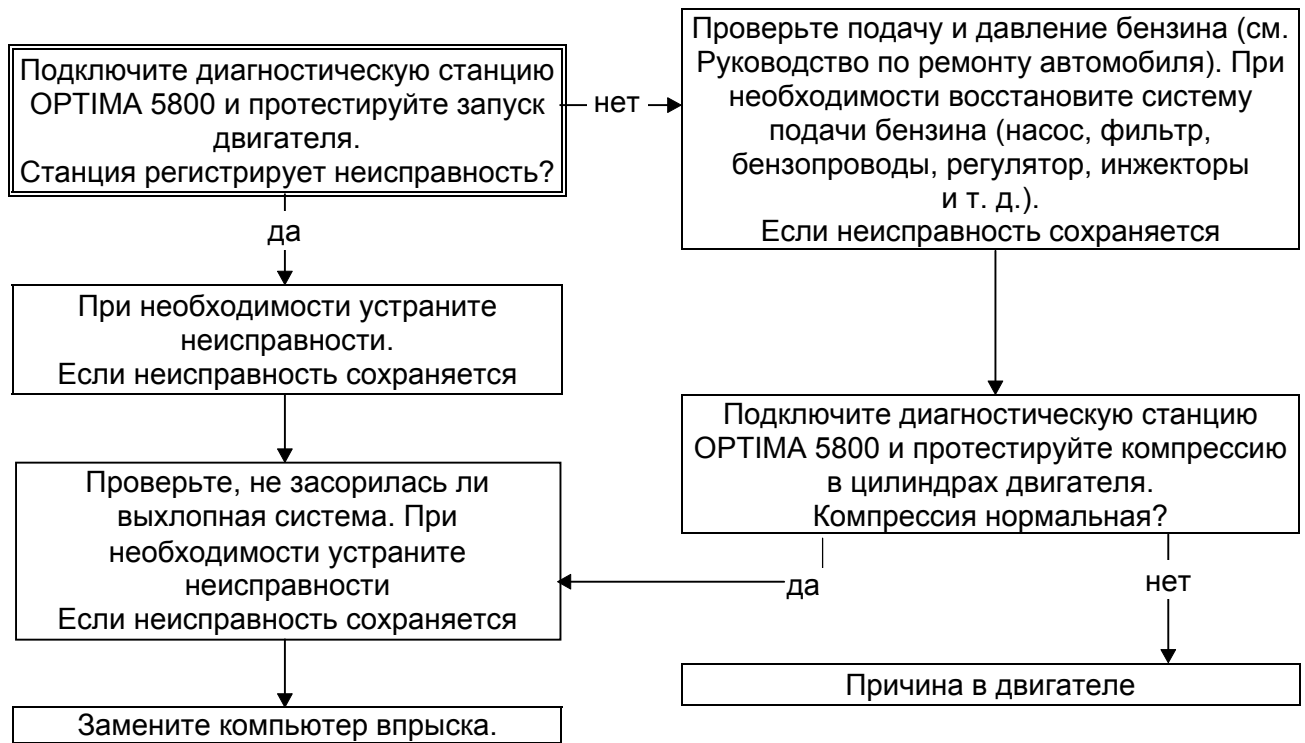 Подключите диагностическую станцию
OPTIMA 5800 и протестируйте запуск
двигателя.
Станция регистрирует неисправность?
нет
Проверьте подачу и давление бензина (см.
Руководство по ремонту автомобиля). При
необходимости восстановите систему
подачи бензина (насос, фильтр,
бензопроводы, регулятор, инжекторы
и т. д.).
Если неисправность сохраняется
да
При необходимости устраните
неисправности.
Если неисправность сохраняется
Подключите диагностическую станцию
OPTIMA 5800 и протестируйте компрессию
в цилиндрах двигателя.
Компрессия нормальная?
Проверьте, не засорилась ли
выхлопная система. При
необходимости устраните
неисправности
Если неисправность сохраняется
да
нет
Причина в двигателе
Замените компьютер впрыска.